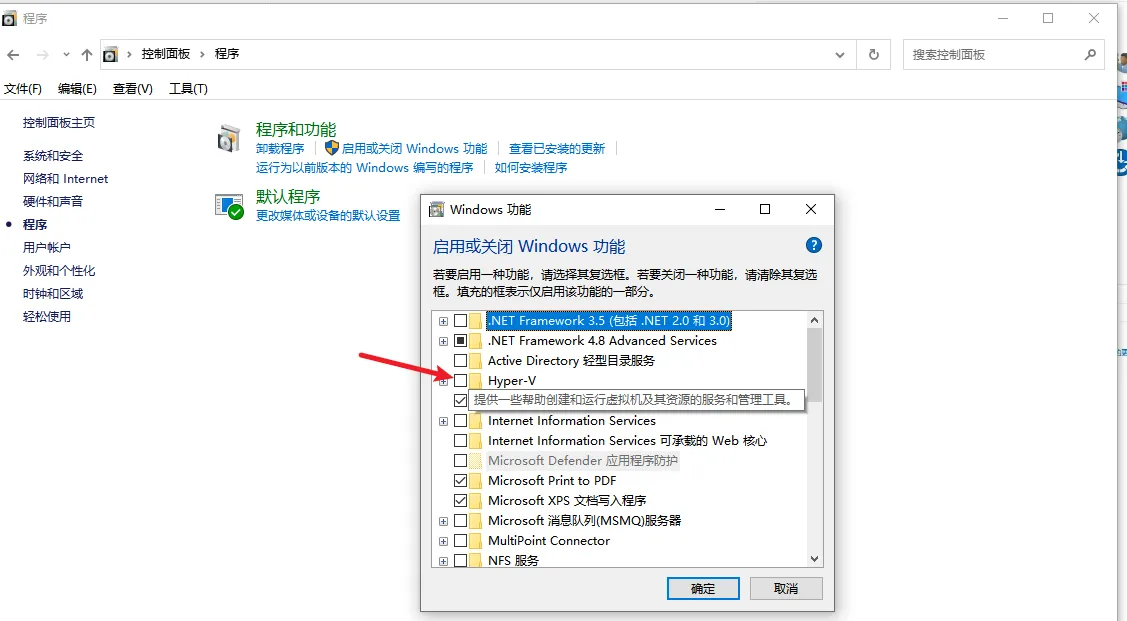 程序
控制面板 › 程序
搜索控制面板
文件(F) 编辑(E) 查看(V) 工具(T)
控制面板主页
系统和安全
网络和 Internet
硬件和声音
程序
用户帐户
外观和个性化
时钟和区域
轻松使用
程序和功能
卸载程序 启用或关闭 Windows 功能 查看已安装的更新
运行为以前版本的 Windows 编写的程序 如何安装程序
默认程序
更改媒体或设备的默认设置
Windows 功能
启用或关闭 Windows 功能
若要启用一种功能，请选择其复选框。若要关闭一种功能，请清除其复选
框。填充的框表示仅启用该功能的一部分。
.NET Framework 3.5 (包括 .NET 2.0 和 3.0)
.NET Framework 4.8 Advanced Services
Active Directory 轻型目录服务
Hyper-V
提供一些帮助创建和运行虚拟机及其资源的服务和管理工具。
Internet Information Services
Internet Information Services 可承载的 Web 核心
Microsoft Defender 应用程序防护
Microsoft Print to PDF
Microsoft XPS 文档写入程序
Microsoft 消息队列(MSMQ)服务器
MultiPoint Connector
NFS 服务
确定 取消